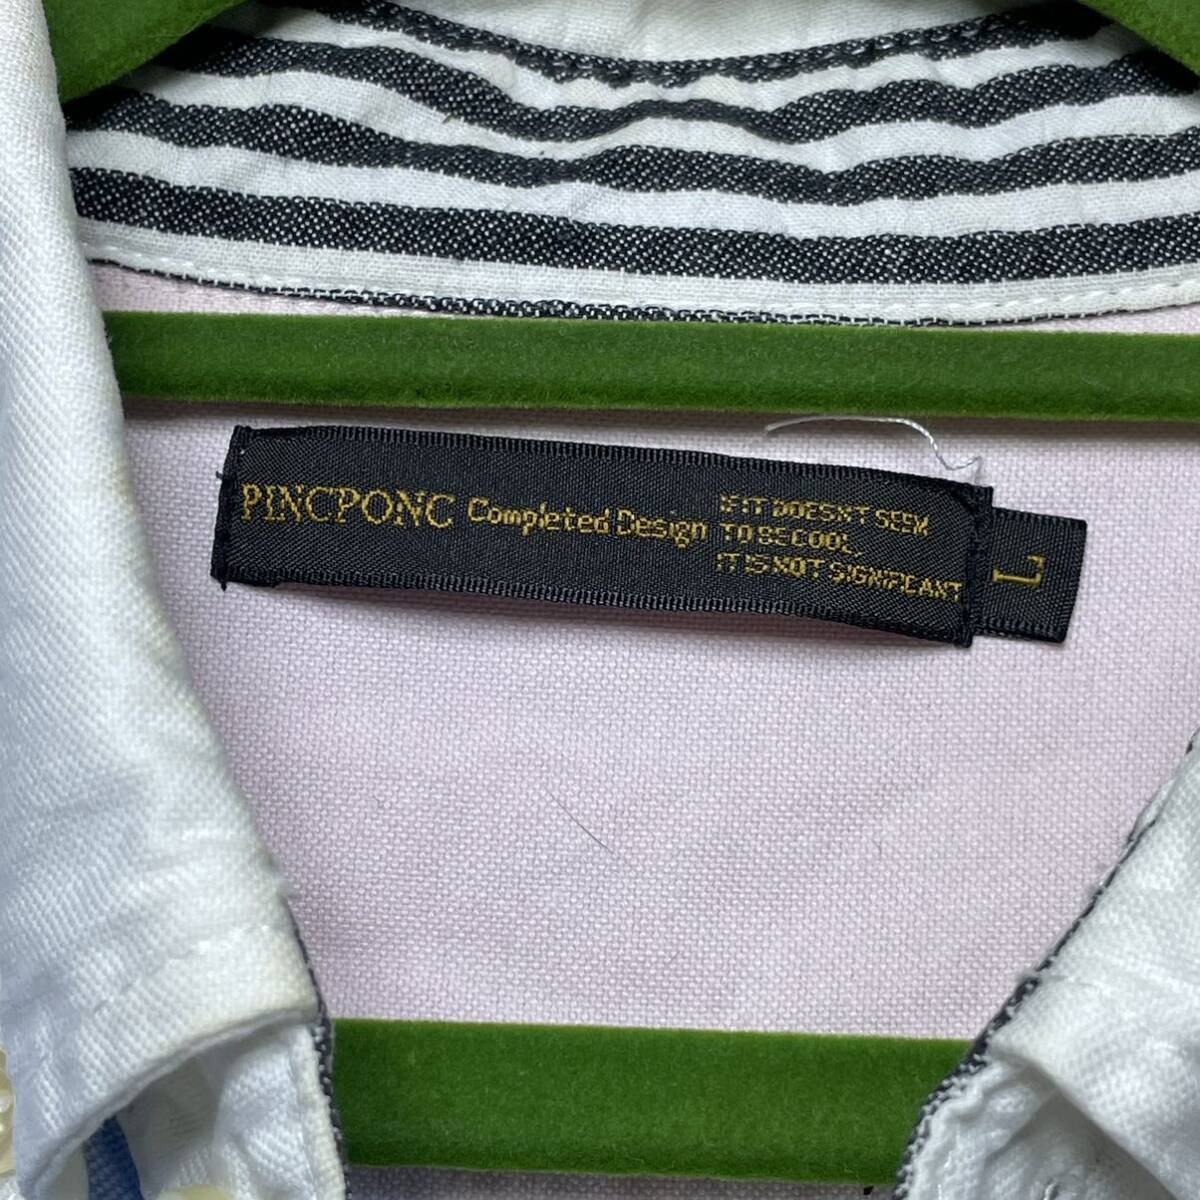 PINCPONC Completed Design
IF IT DOESN'T SEEM
TO BE COOL,
IT IS NOT SIGNIFICANT
L